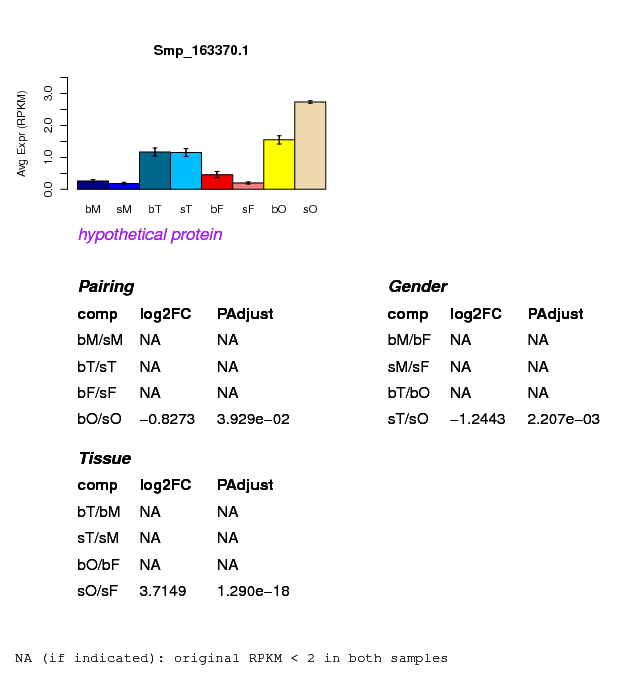 Smp_163370.1
Avg Expr (RPKM)
0.0 1.0 2.0 3.0
bM sM bT sT bF sF bO sO
hypothetical protein
Pairing
comp log2FC PAdjust
bM/sM NA NA
bT/sT NA NA
bF/sF NA NA
bO/sO −0.8273 3.929e−02
Gender
comp log2FC PAdjust
bM/bF NA NA
sM/sF NA NA
bT/bO NA NA
sT/sO −1.2443 2.207e−03
Tissue
comp log2FC PAdjust
bT/bM NA NA
sT/sM NA NA
bO/bF NA NA
sO/sF 3.7149 1.290e−18
NA (if indicated): original RPKM < 2 in both samples